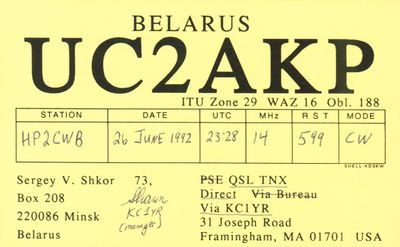 BELARUS
UC2AKP
ITU Zone 29 WAZ 16 Obl. 188
STATION DATE UTC MHz RST MODE
HP2CWB 26 JUNE 1992 23:28 14 599 CW
SHELL-KD9KW
Sergey V. Shkor 73, PSE QSL TNX
Box 208 Shawn Direct Via Bureau
220086 Minsk KC1YR Via KC1YR
(manager) 31 Joseph Road
Belarus Framingham, MA 01701 USA